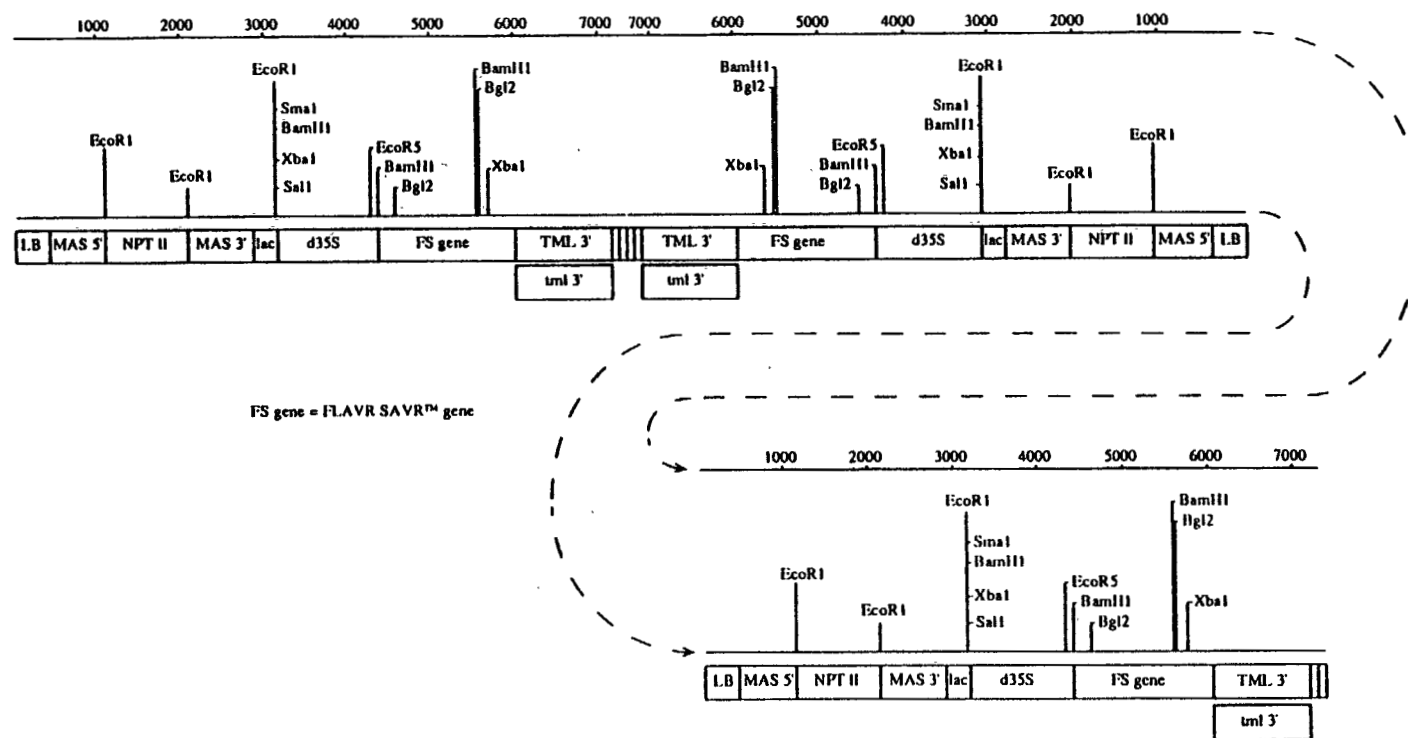 1000 2000 3000 4000 5000 6000 7000 7000 6000 5000 4000 3000 2000 1000
EcoR1 BamH1 BamH1 EcoR1
Bgl2 Bgl2
Sma1 Sma1
BamH1 BamH1
EcoR1 EcoR5 EcoR5 EcoR1
Xba1 BamH1 Xba1 Xba1 BamH1 Xba1
EcoR1 Sal1 Bgl2 Bgl2 Sal1 EcoR1
LB MAS 5' NPT II MAS 3' lac d35S FS gene TML 3' TML 3' FS gene d35S lac MAS 3' NPT II MAS 5' LB
tml 3' tml 3'
FS gene = FLAVR SAVR™ gene
1000 2000 3000 4000 5000 6000 7000
EcoR1 BamH1
Bgl2
Sma1
BamH1
EcoR1 EcoR5
Xba1 BamH1 Xba1
EcoR1 Sal1 Bgl2
LB MAS 5' NPT II MAS 3' lac d35S FS gene TML 3'
tml 3'